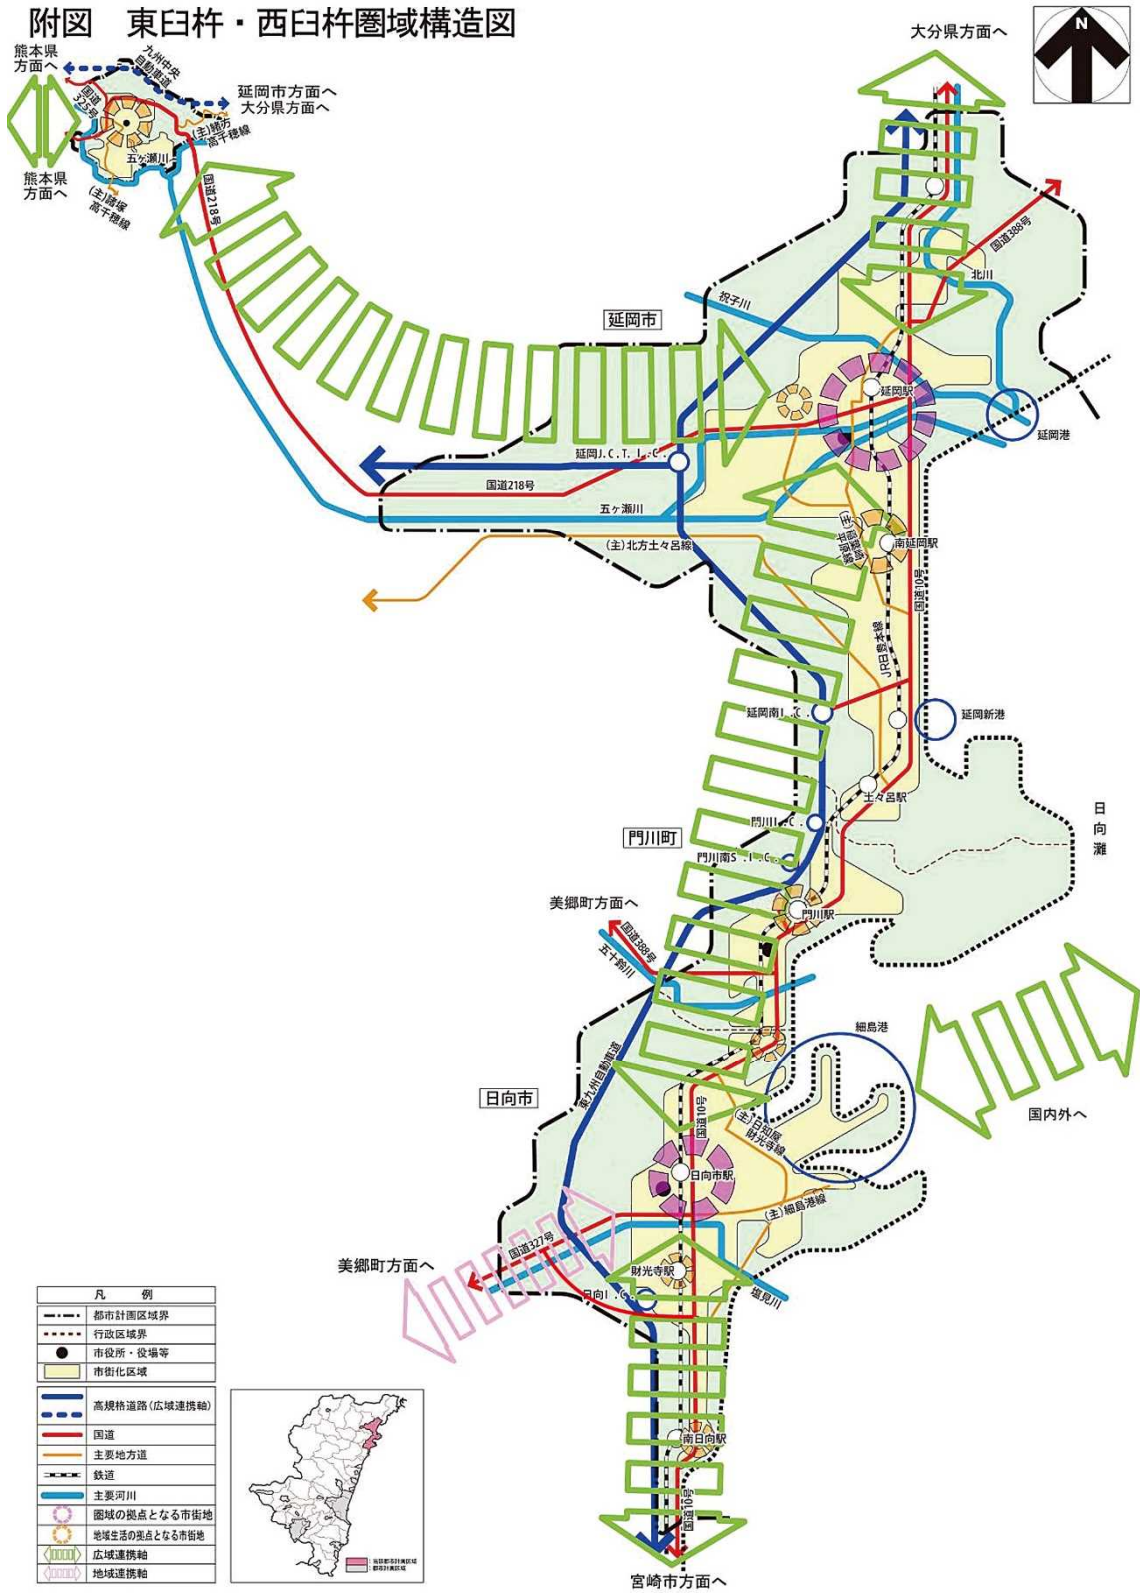 附図 東臼杵・西臼杵圏域構造図
N
大分県方面へ
熊本県
方面へ
九州中央
自動車道
国道
325号
延岡市方面へ
大分県方面へ
(主)緒方
高千穂線
五ヶ瀬川
熊本県
方面へ
(主)諸塚
高千穂線
国道218号
国道388号
北川
祝子川
延岡市
延岡駅
延岡港
延岡J.C.T.I.C.
国道218号
五ヶ瀬川
(主)北方土々呂線
南延岡駅
国道10号
JR日豊本線
延岡南I.C.
延岡新港
土々呂駅
日向灘
門川I.C.
門川町
門川南S.I.C.
門川駅
美郷町方面へ
国道388号
五十鈴川
細島港
国内外へ
東九州自動車道
日向市
国道10号
(主)日知屋
財光寺線
日向市駅
(主)細島港線
国道327号
美郷町方面へ
財光寺駅
日向I.C.
塩見川
南日向駅
国道10号
宮崎市方面へ
凡例
都市計画区域界
行政区域界
市役所・役場等
市街化区域
高規格道路(広域連携軸)
国道
主要地方道
鉄道
主要河川
圏域の拠点となる市街地
地域生活の拠点となる市街地
広域連携軸
地域連携軸